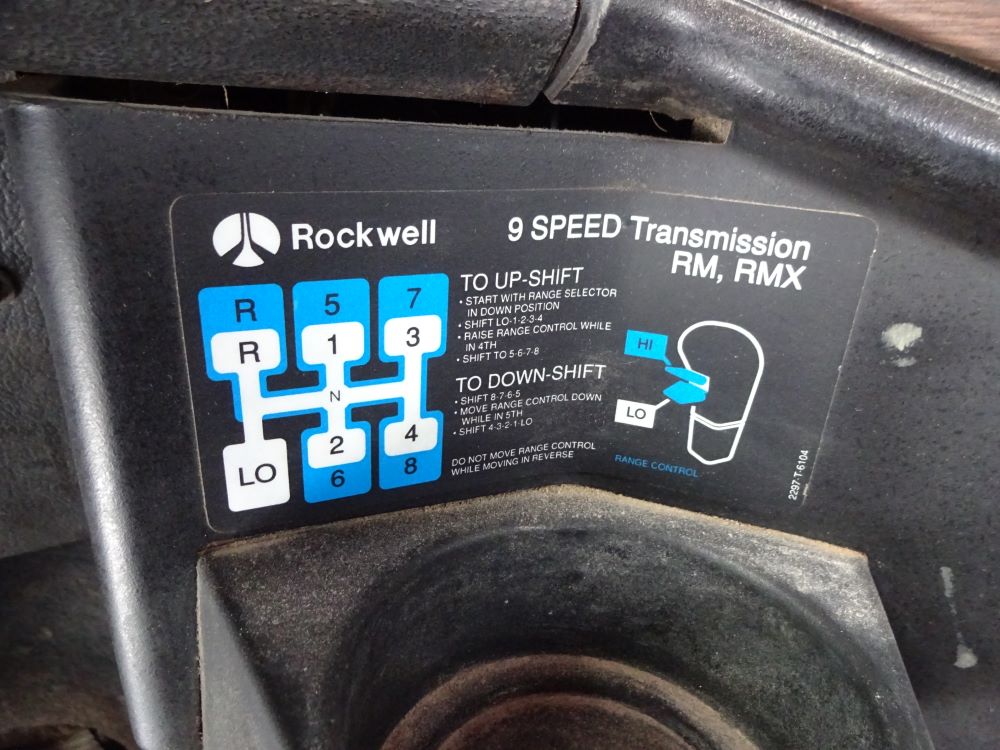 Rockwell
9 SPEED Transmission
RM, RMX
R 5 7
R 1 3
N
2 4
LO 6 8
TO UP-SHIFT
• START WITH RANGE SELECTOR
IN DOWN POSITION
• SHIFT LO-1-2-3-4
• RAISE RANGE CONTROL WHILE
IN 4TH
• SHIFT TO 5-6-7-8
TO DOWN-SHIFT
• SHIFT 8-7-6-5
• MOVE RANGE CONTROL DOWN
WHILE IN 5TH
• SHIFT 4-3-2-1-LO
DO NOT MOVE RANGE CONTROL
WHILE MOVING IN REVERSE
HI
LO
RANGE CONTROL
2297-T-6104